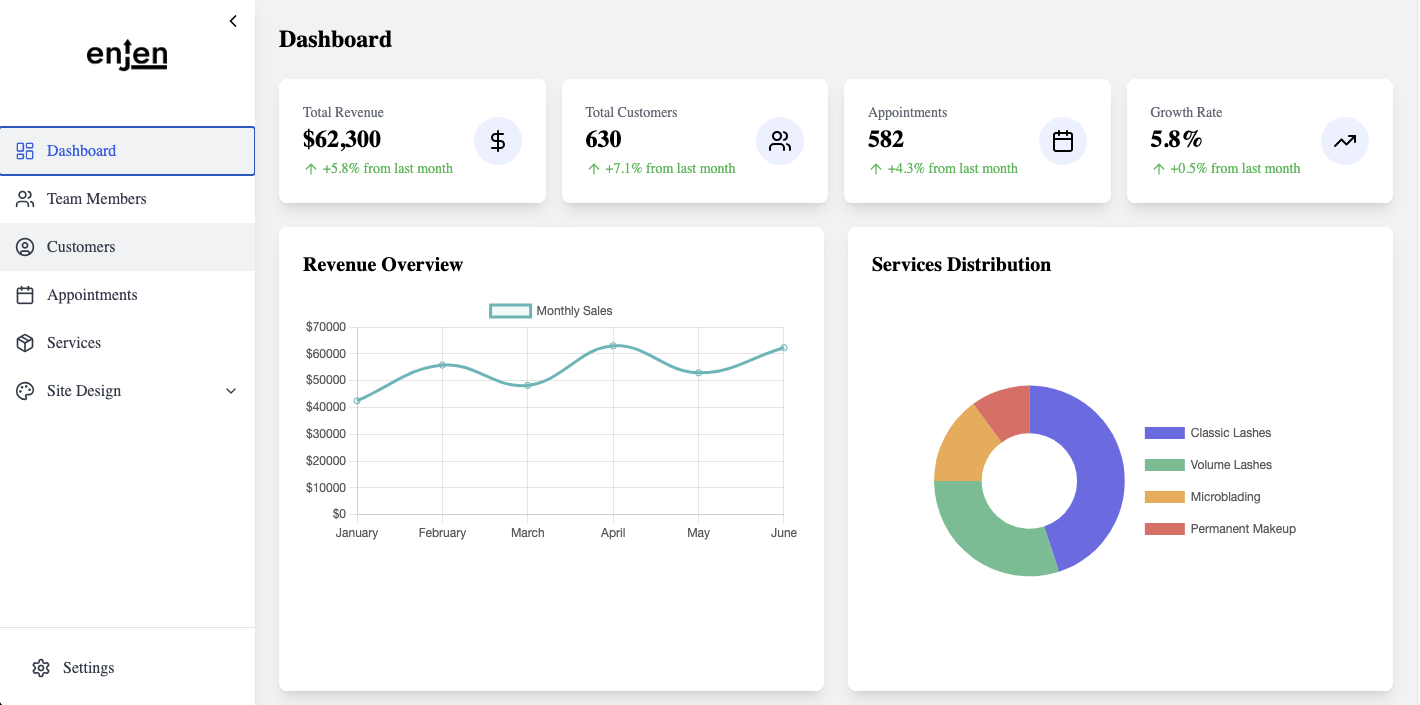 enjen
Dashboard
Team Members
Customers
Appointments
Services
Site Design
Settings
Dashboard
Total Revenue
$62,300
+5.8% from last month
Total Customers
630
+7.1% from last month
Appointments
582
+4.3% from last month
Growth Rate
5.8%
+0.5% from last month
Revenue Overview
Monthly Sales
$70000
$60000
$50000
$40000
$30000
$20000
$10000
$0
January February March April May June
Services Distribution
Classic Lashes
Volume Lashes
Microblading
Permanent Makeup